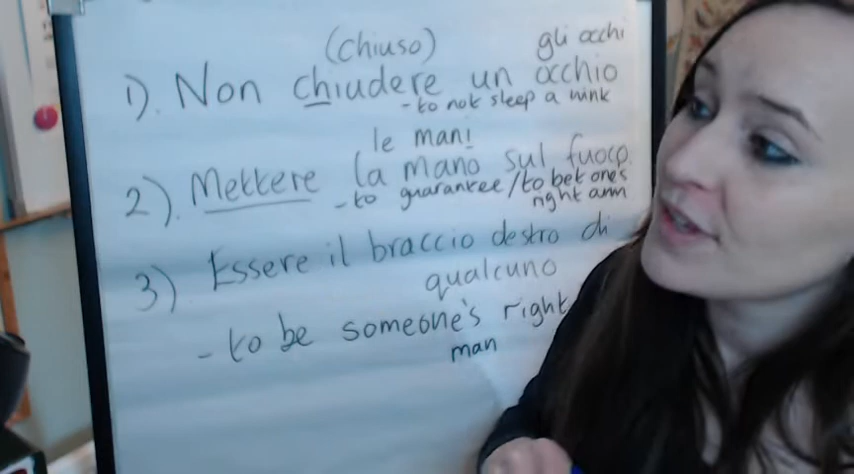 (chiuso) gli occhi
1). Non chiudere un occhio
- to not sleep a wink
le mani
2). Mettere la mano sul fuoco.
- to guarantee/to bet one's
right arm
3) Essere il braccio destro di
qualcuno
- to be someone's right
man